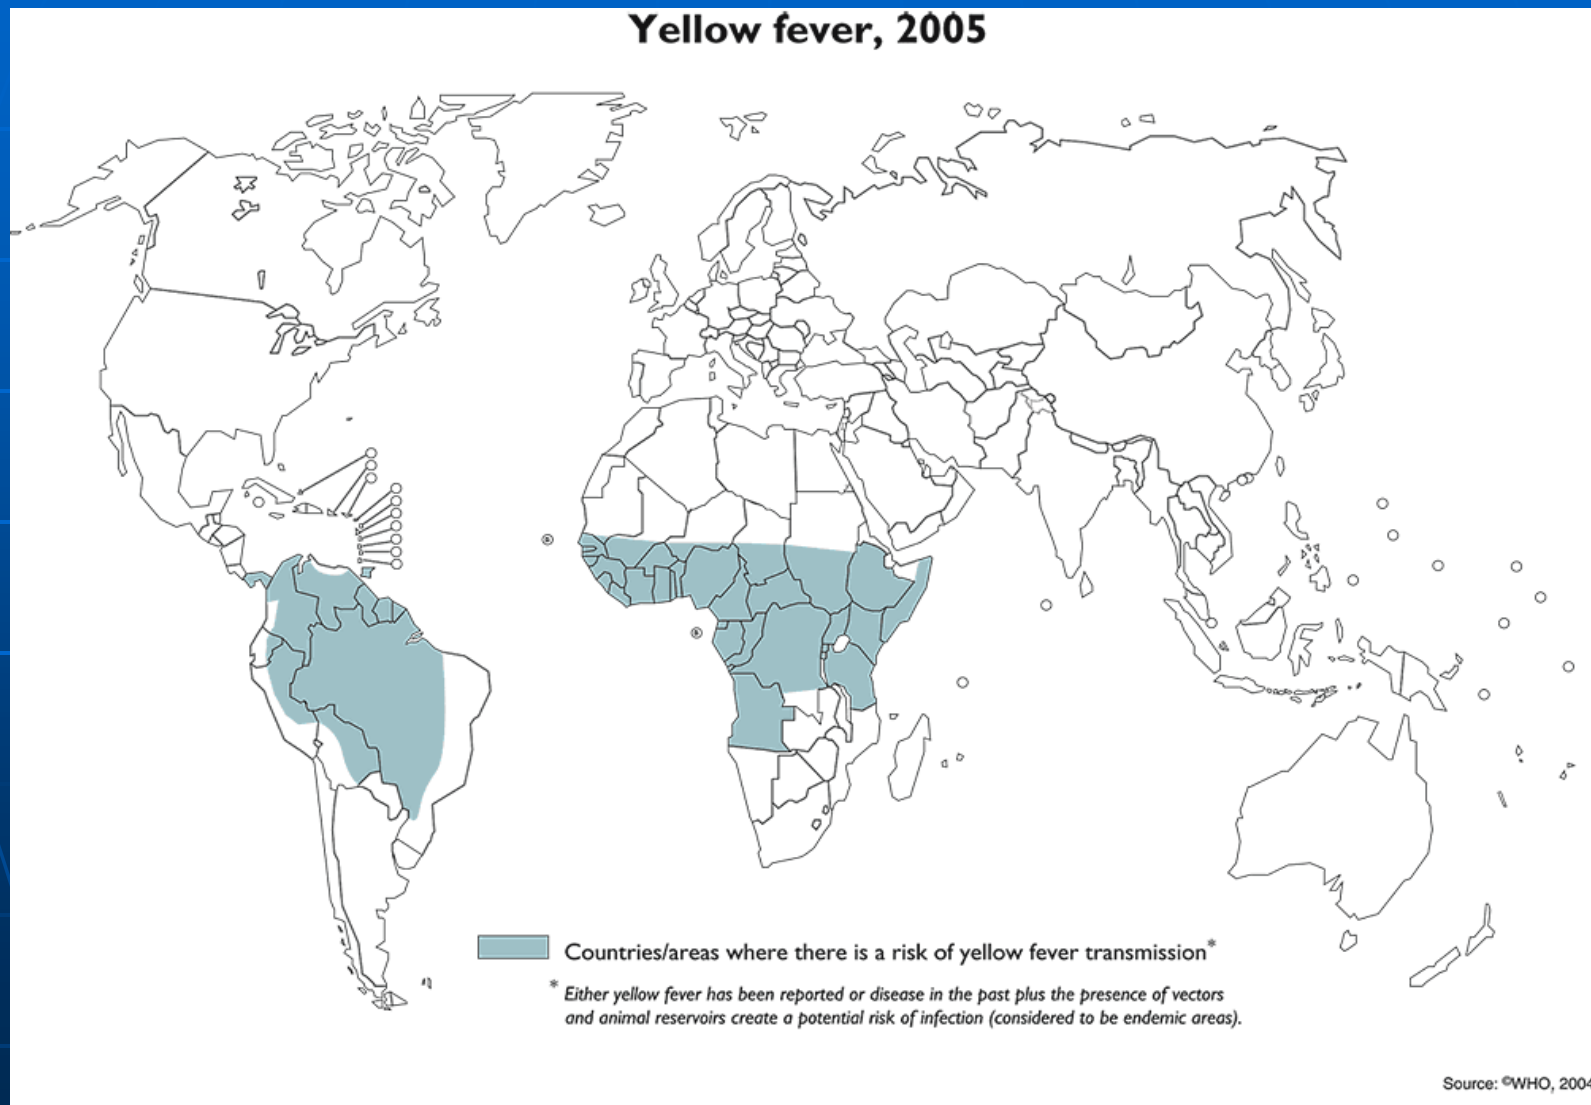 Yellow fever, 2005
Countries/areas where there is a risk of yellow fever transmission*
* Either yellow fever has been reported or disease in the past plus the presence of vectors
and animal reservoirs create a potential risk of infection (considered to be endemic areas).
Source: ©WHO, 2004